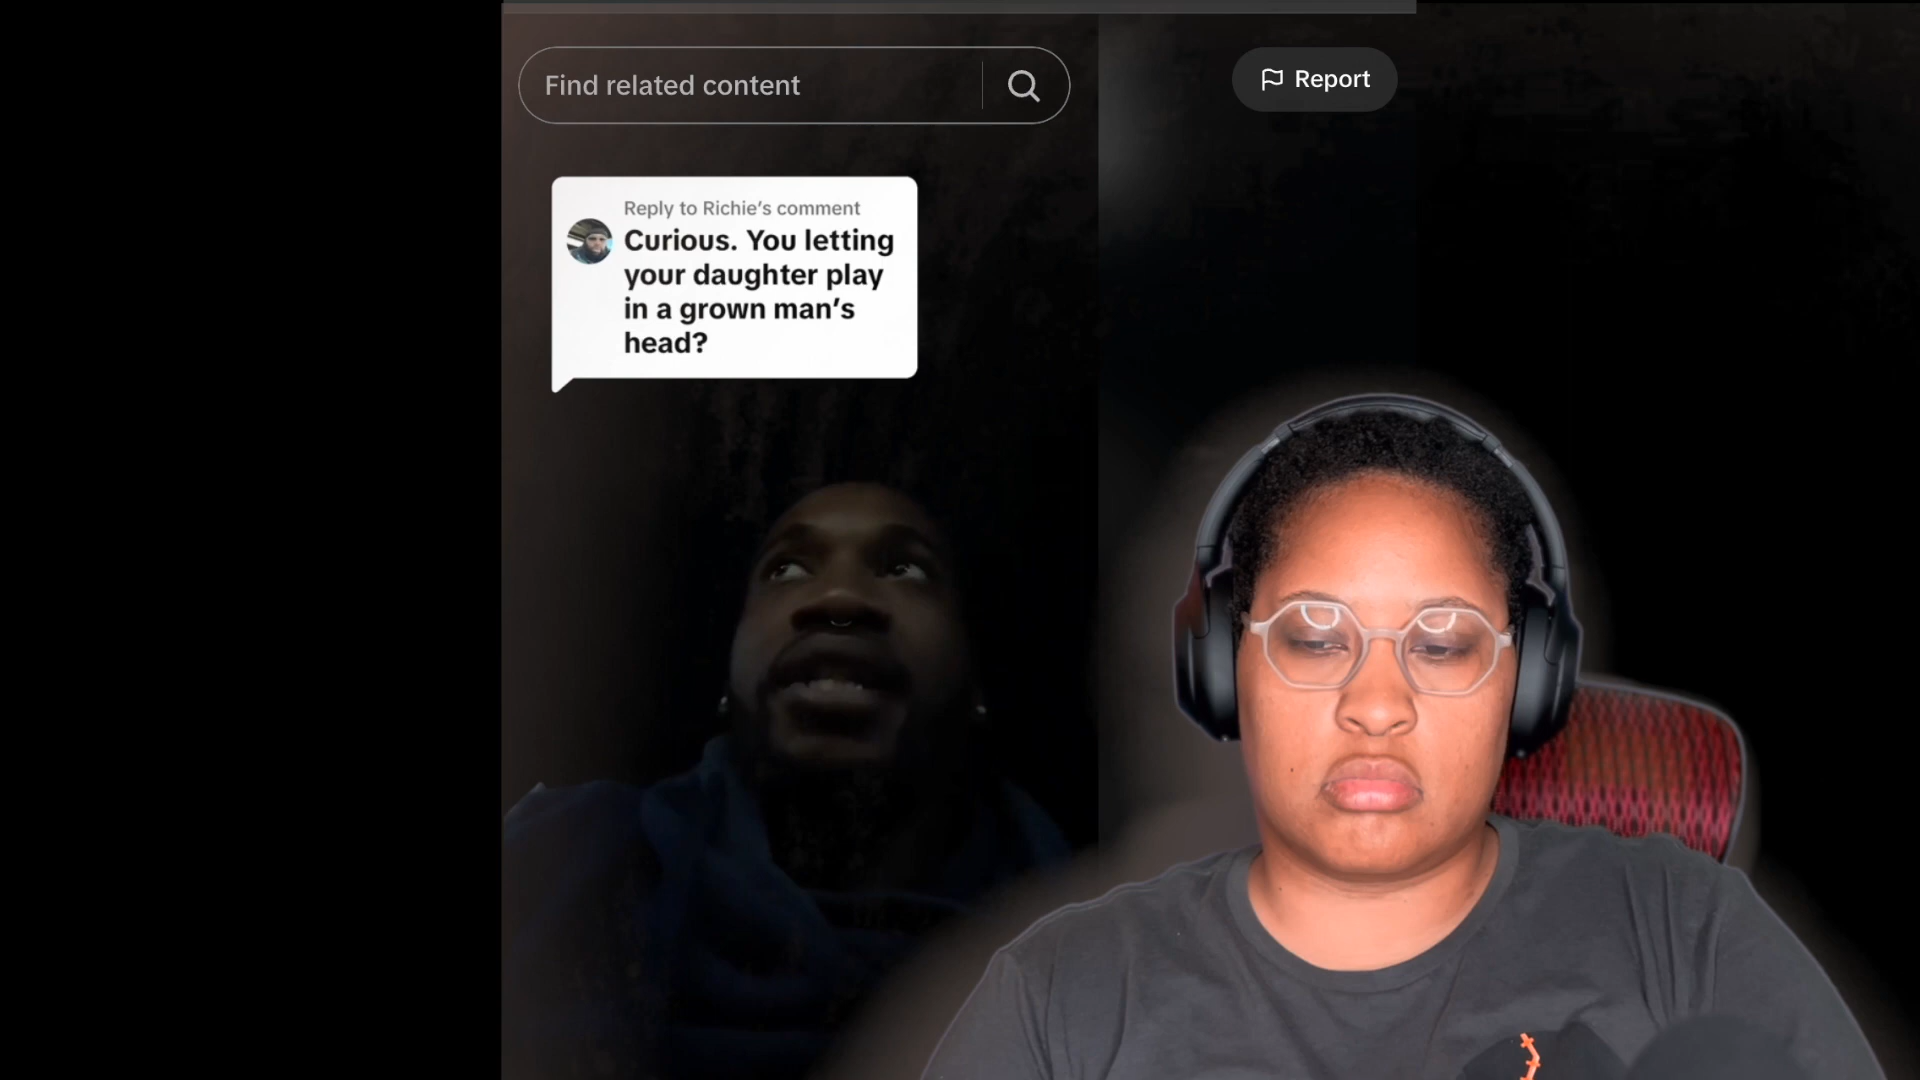 Find related content
Report
Reply to Richie’s comment
Curious. You letting
your daughter play
in a grown man’s
head?